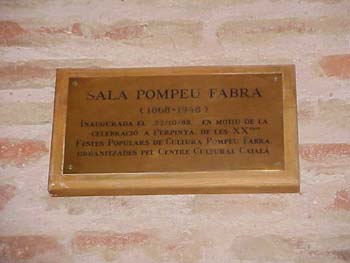 SALA POMPEU FABRA
(1868-1948)
INAUGURADA EL 22/10/88, EN MOTIU DE LA
CELEBRACIÓ A PERPINYÀ DE LES XXenes
FESTES POPULARS DE CULTURA POMPEU FABRA
ORGANITZADES PEL CENTRE CULTURAL CATALÀ